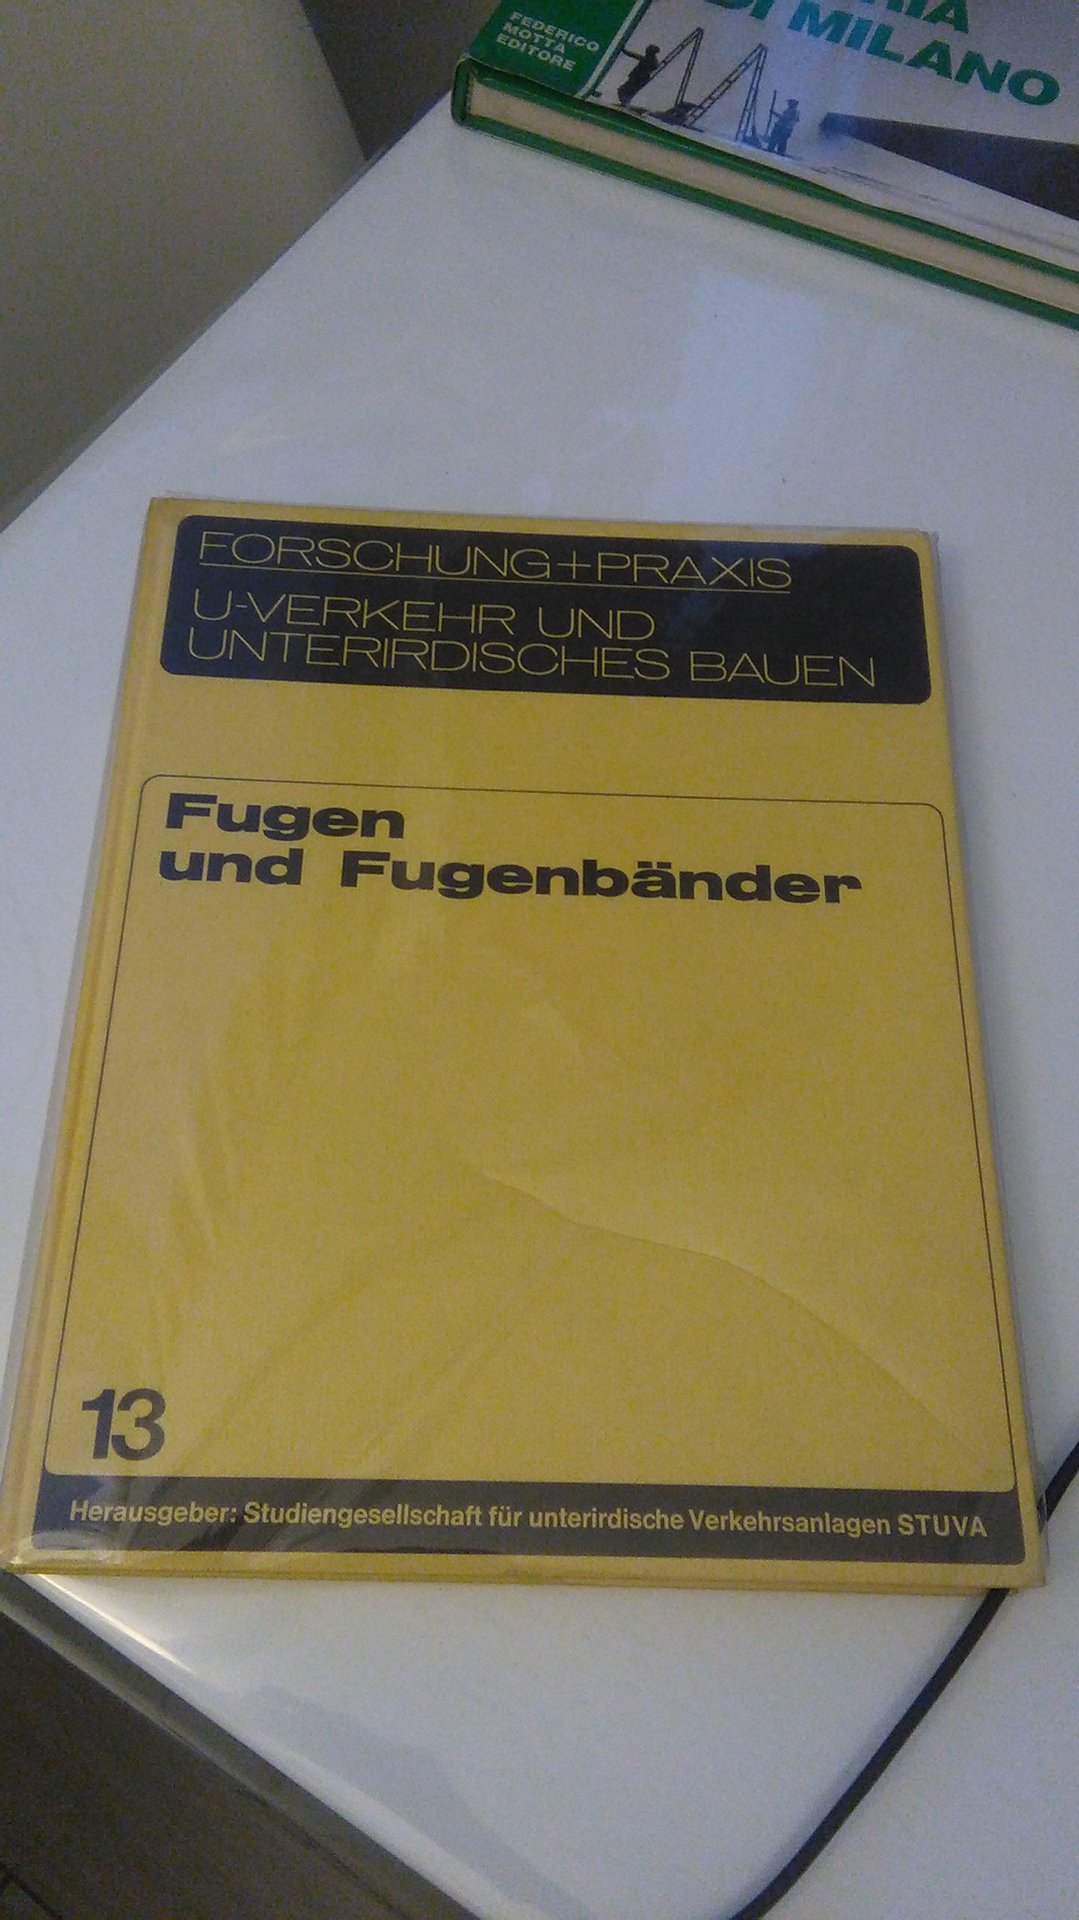 FEDERICO
MOTTA
EDITORE
DI MILANO
FORSCHUNG+PRAXIS
U-VERKEHR UND
UNTERIRDISCHES BAUEN
Fugen
und Fugenbänder
13
Herausgeber: Studiengesellschaft für unterirdische Verkehrsanlagen STUVA